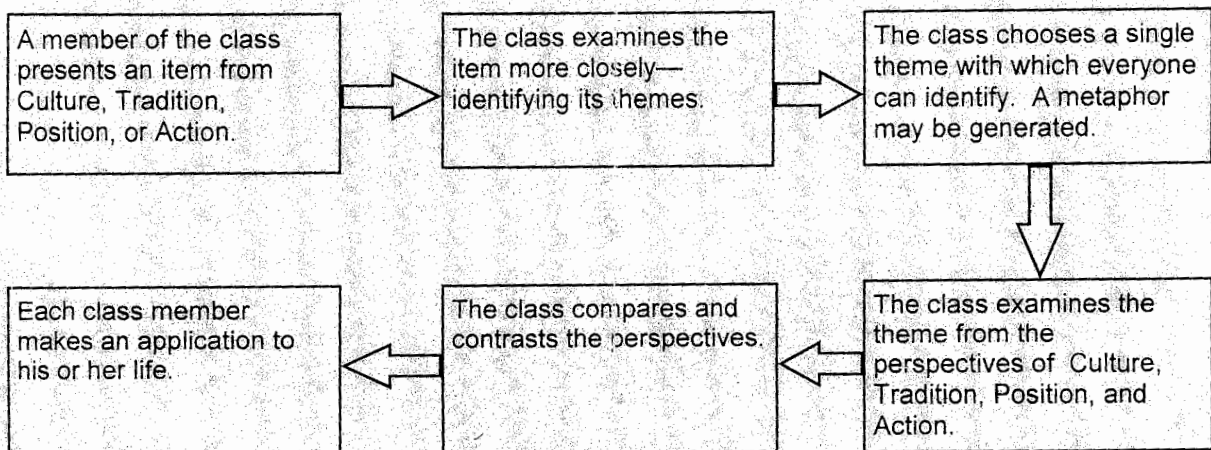 A member of the class
presents an item from
Culture, Tradition,
Position, or Action.
The class examines the
item more closely—
identifying its themes.
The class chooses a single
theme with which everyone
can identify. A metaphor
may be generated.
The class examines the
theme from the
perspectives of Culture,
Tradition, Position, and
Action.
The class compares and
contrasts the perspectives.
Each class member
makes an application to
his or her life.